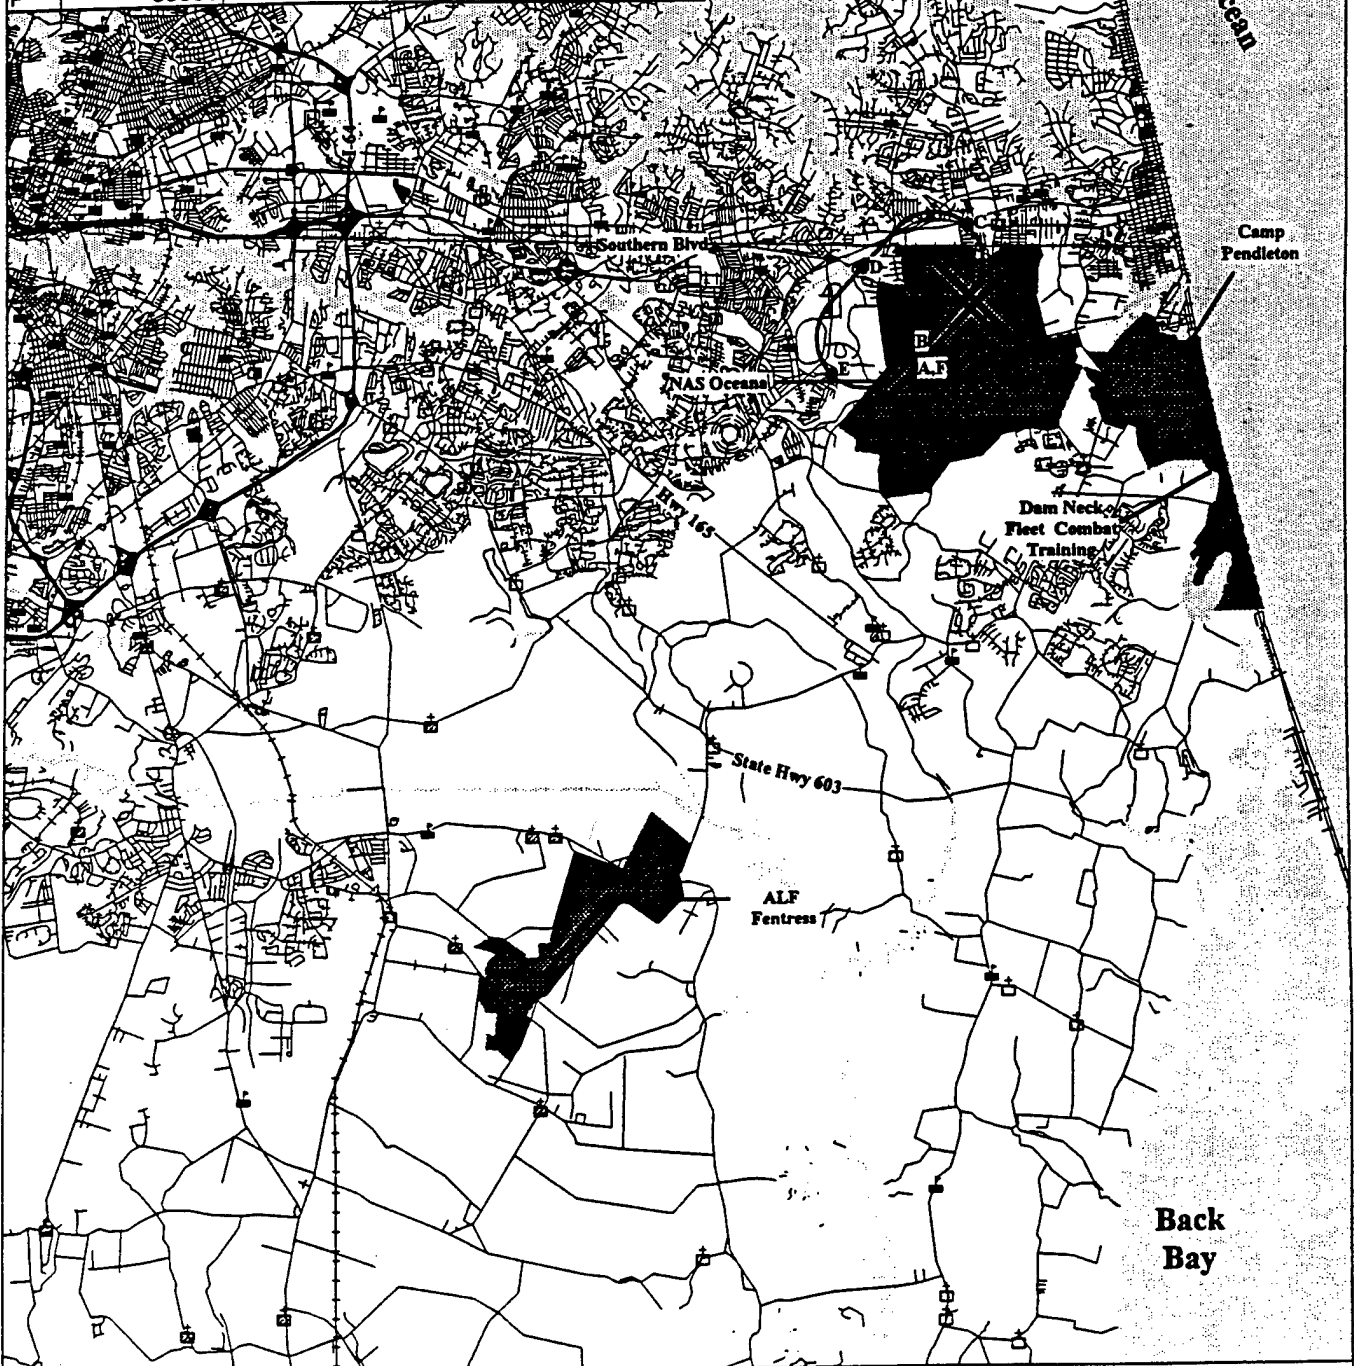 cean
I-64
Camp
Pendleton
Southern Blvd
C
D
B
E
A,F
NAS Oceana
Hwy 165
Dam Neck
Fleet Combat
Training
State Hwy 603
ALF
Fentress
Back
Bay